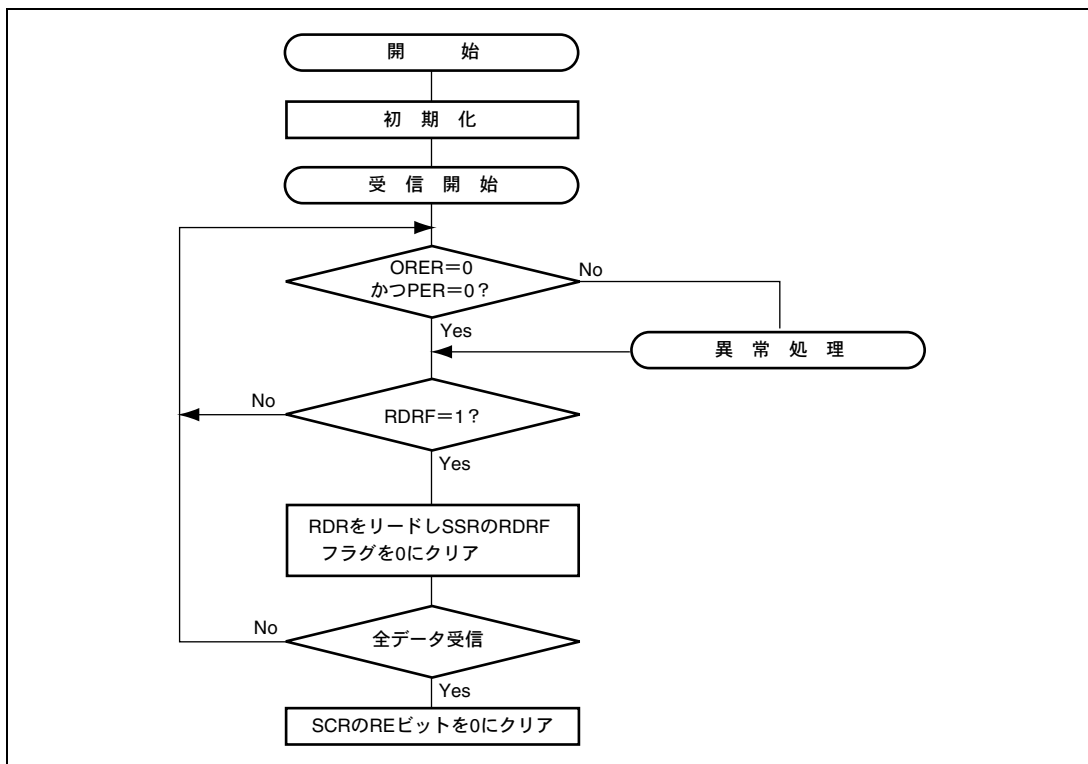 開 始
初 期 化
受 信 開 始
ORER＝0
かつPER＝0？
No
Yes
異 常 処 理
No
RDRF＝1？
Yes
RDRをリードしSSRのRDRF
フラグを0にクリア
No
全データ受信
Yes
SCRのREビットを0にクリア